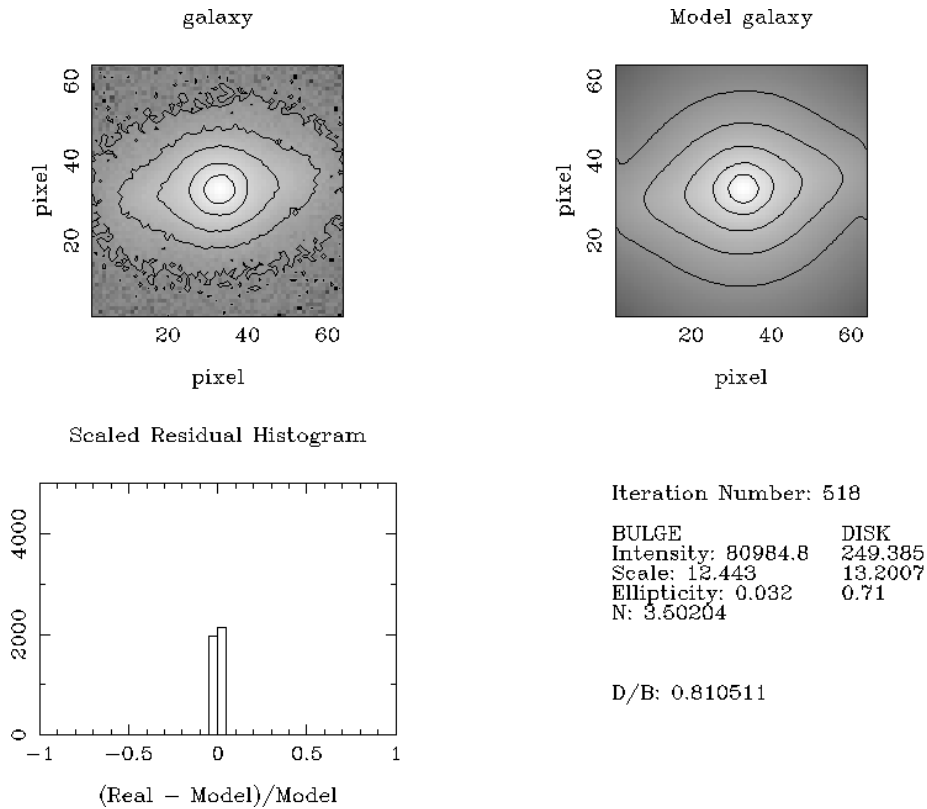 galaxy
60
40
20
pixel
20 40 60
pixel
Model galaxy
60
40
20
pixel
20 40 60
pixel
Scaled Residual Histogram
4000
2000
0
−1 −0.5 0 0.5 1
(Real − Model)/Model
Iteration Number: 518
BULGE DISK
Intensity: 80984.8 249.385
Scale: 12.443 13.2007
Ellipticity: 0.032 0.71
N: 3.50204
D/B: 0.810511